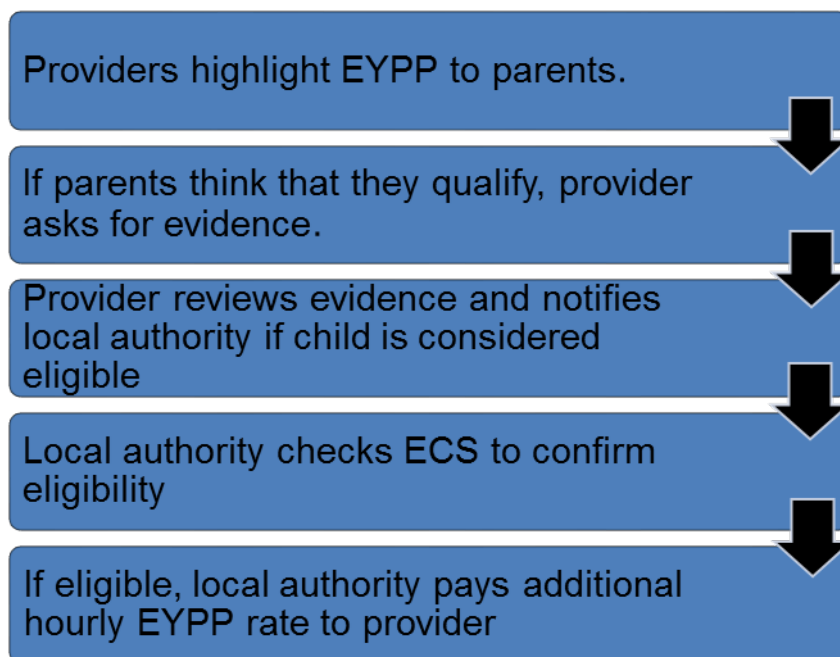 Providers highlight EYPP to parents.
If parents think that they qualify, provider
asks for evidence.
Provider reviews evidence and notifies
local authority if child is considered
eligible
Local authority checks ECS to confirm
eligibility
If eligible, local authority pays additional
hourly EYPP rate to provider